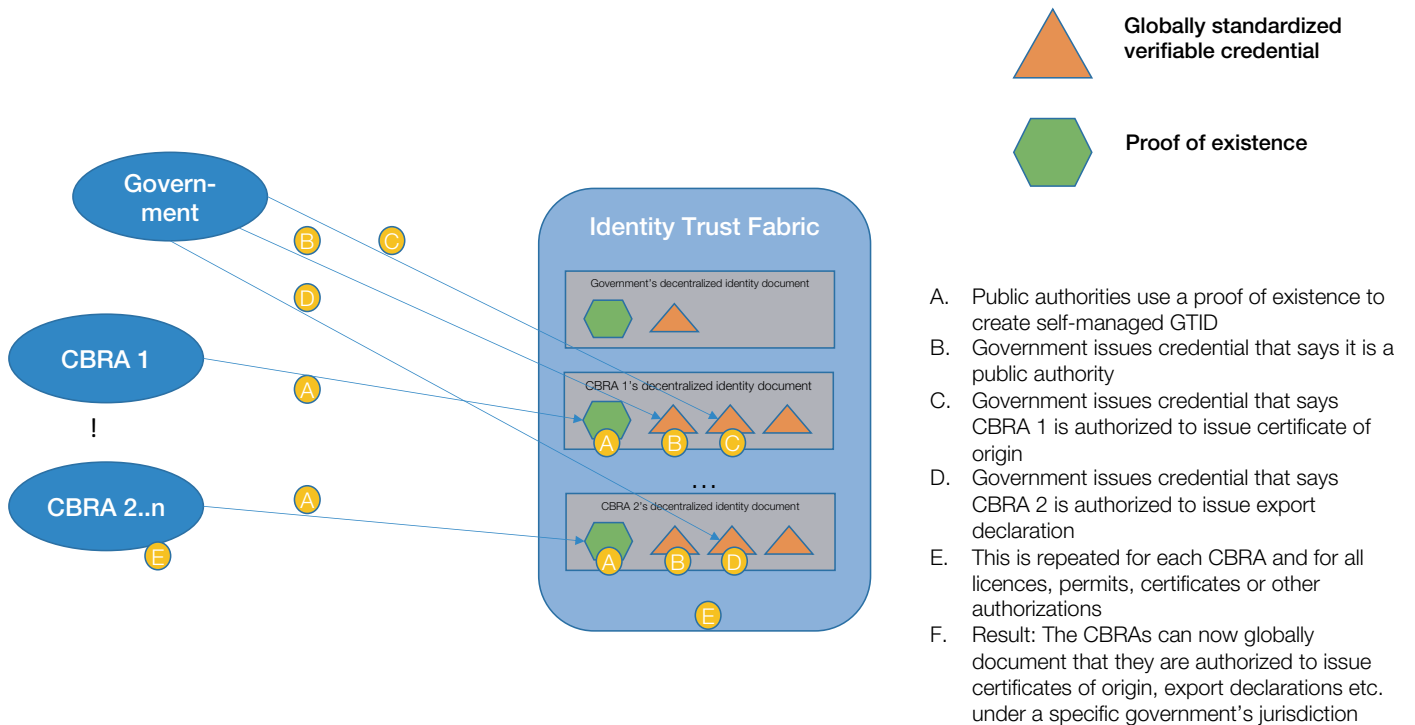 Globally standardized
verifiable credential
Proof of existence
Govern-
ment
B
C
D
CBRA 1
A
!
CBRA 2..n
A
E
Identity Trust Fabric
Government's decentralized identity document
CBRA 1's decentralized identity document
A
B
C
...
CBRA 2's decentralized identity document
A
B
D
E
A. Public authorities use a proof of existence to
create self-managed GTID
B. Government issues credential that says it is a
public authority
C. Government issues credential that says
CBRA 1 is authorized to issue certificate of
origin
D. Government issues credential that says
CBRA 2 is authorized to issue export
declaration
E. This is repeated for each CBRA and for all
licences, permits, certificates or other
authorizations
F. Result: The CBRAs can now globally
document that they are authorized to issue
certificates of origin, export declarations etc.
under a specific government's jurisdiction